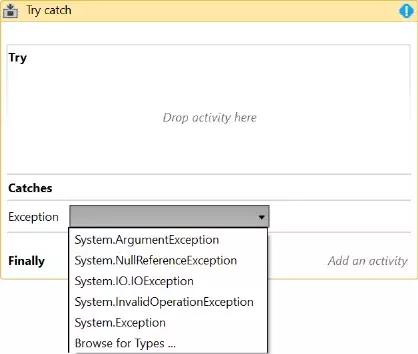 Try catch
Try
Drop activity here
Catches
Exception
System.ArgumentException
System.NullReferenceException
System.IO.IOException
System.InvalidOperationException
System.Exception
Browse for Types ...
Finally
Add an activity